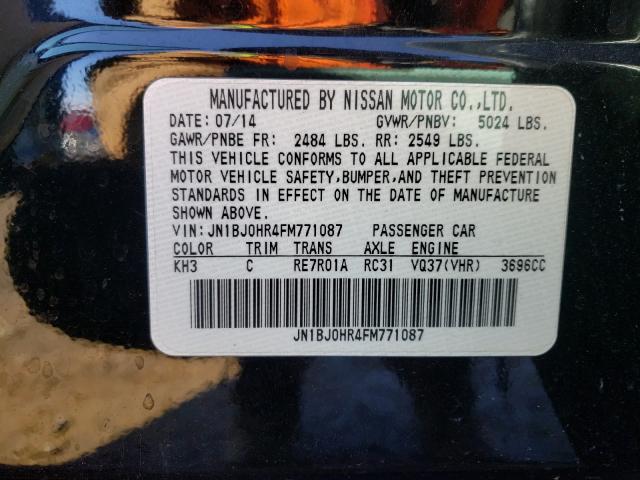 MANUFACTURED BY NISSAN MOTOR CO.,LTD.
DATE: 07/14 GVWR/PNBV: 5024 LBS.
GAWR/PNBE FR: 2484 LBS. RR: 2549 LBS.
THIS VEHICLE CONFORMS TO ALL APPLICABLE FEDERAL
MOTOR VEHICLE SAFETY,BUMPER,AND THEFT PREVENTION
STANDARDS IN EFFECT ON THE DATE OF MANUFACTURE
SHOWN ABOVE.
VIN: JN1BJ0HR4FM771087 PASSENGER CAR
COLOR TRIM TRANS AXLE ENGINE
KH3 C RE7R01A RC31 VQ37(VHR) 3696CC
JN1BJ0HR4FM771087